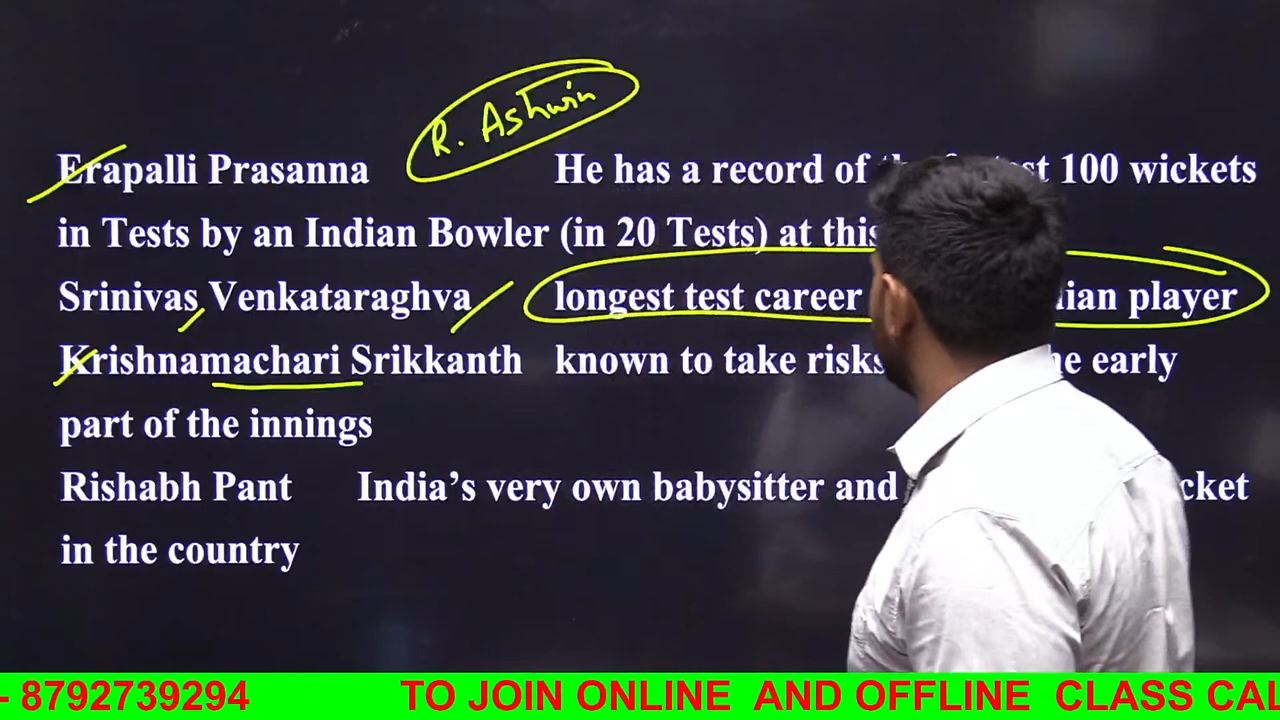 R. Ashwin
Erapalli Prasanna He has a record of 100 wickets
in Tests by an Indian Bowler (in 20 Tests) at this
Srinivas Venkataraghva longest test career player
Krishnamachari Srikkanth known to take risks early
part of the innings
Rishabh Pant India's very own babysitter and
in the country
- 8792739294 TO JOIN ONLINE AND OFFLINE CLASS